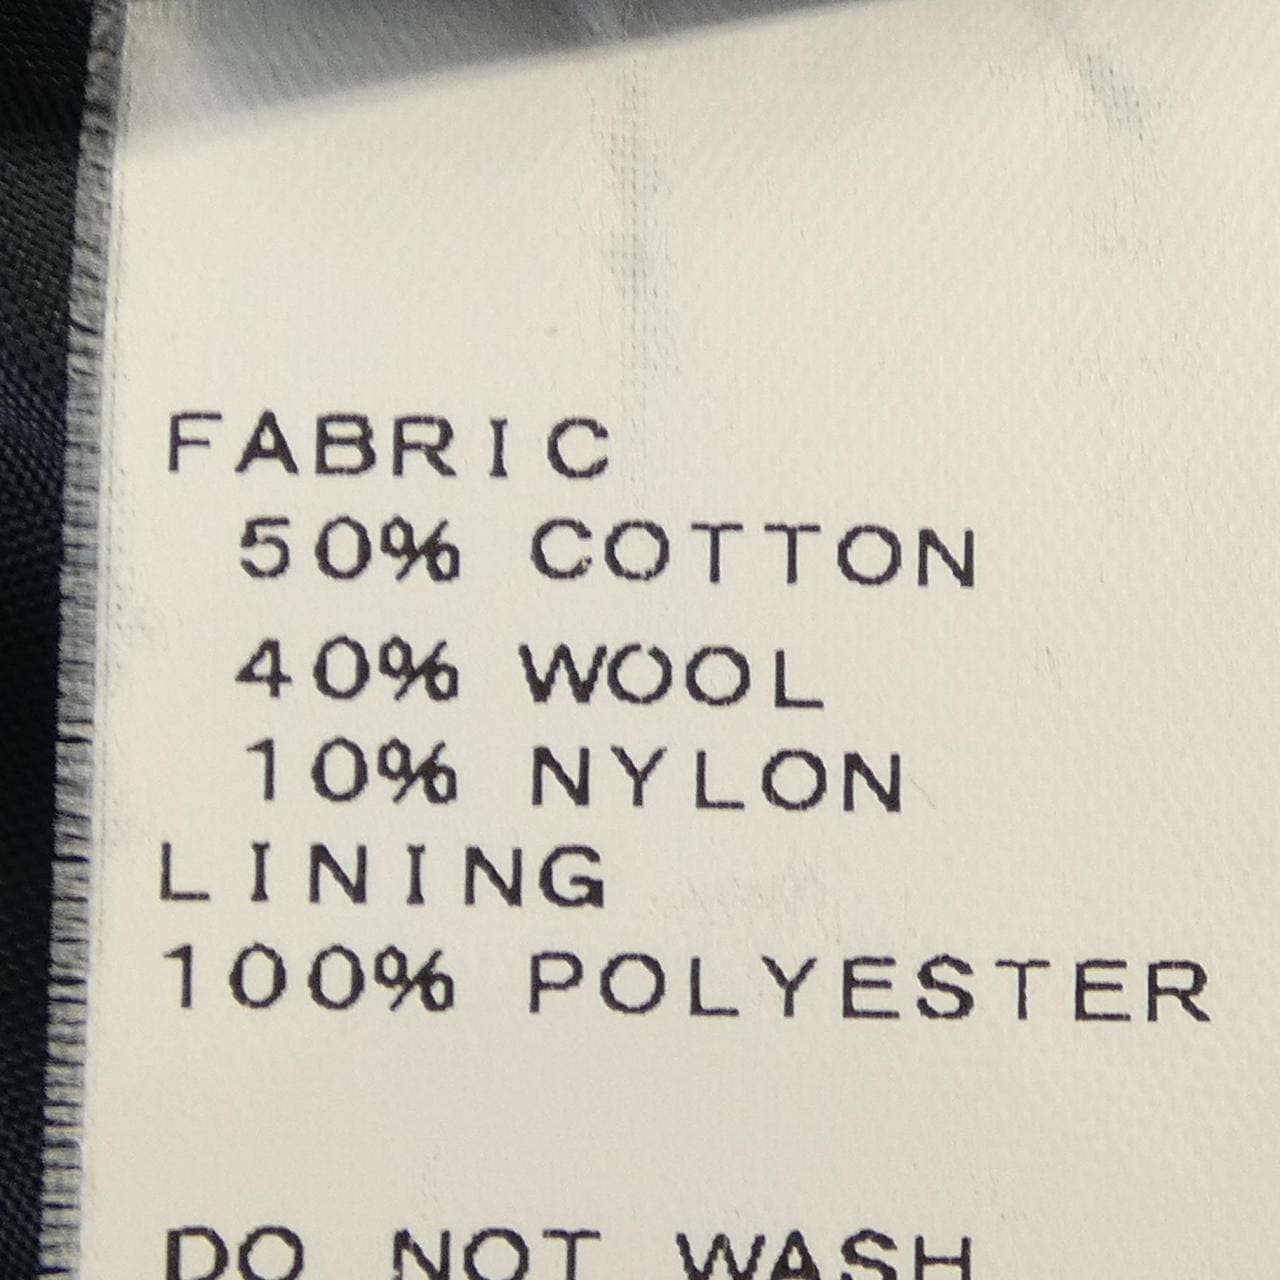 FABRIC
50% COTTON
40% WOOL
10% NYLON
LINING
100% POLYESTER
DO NOT WASH